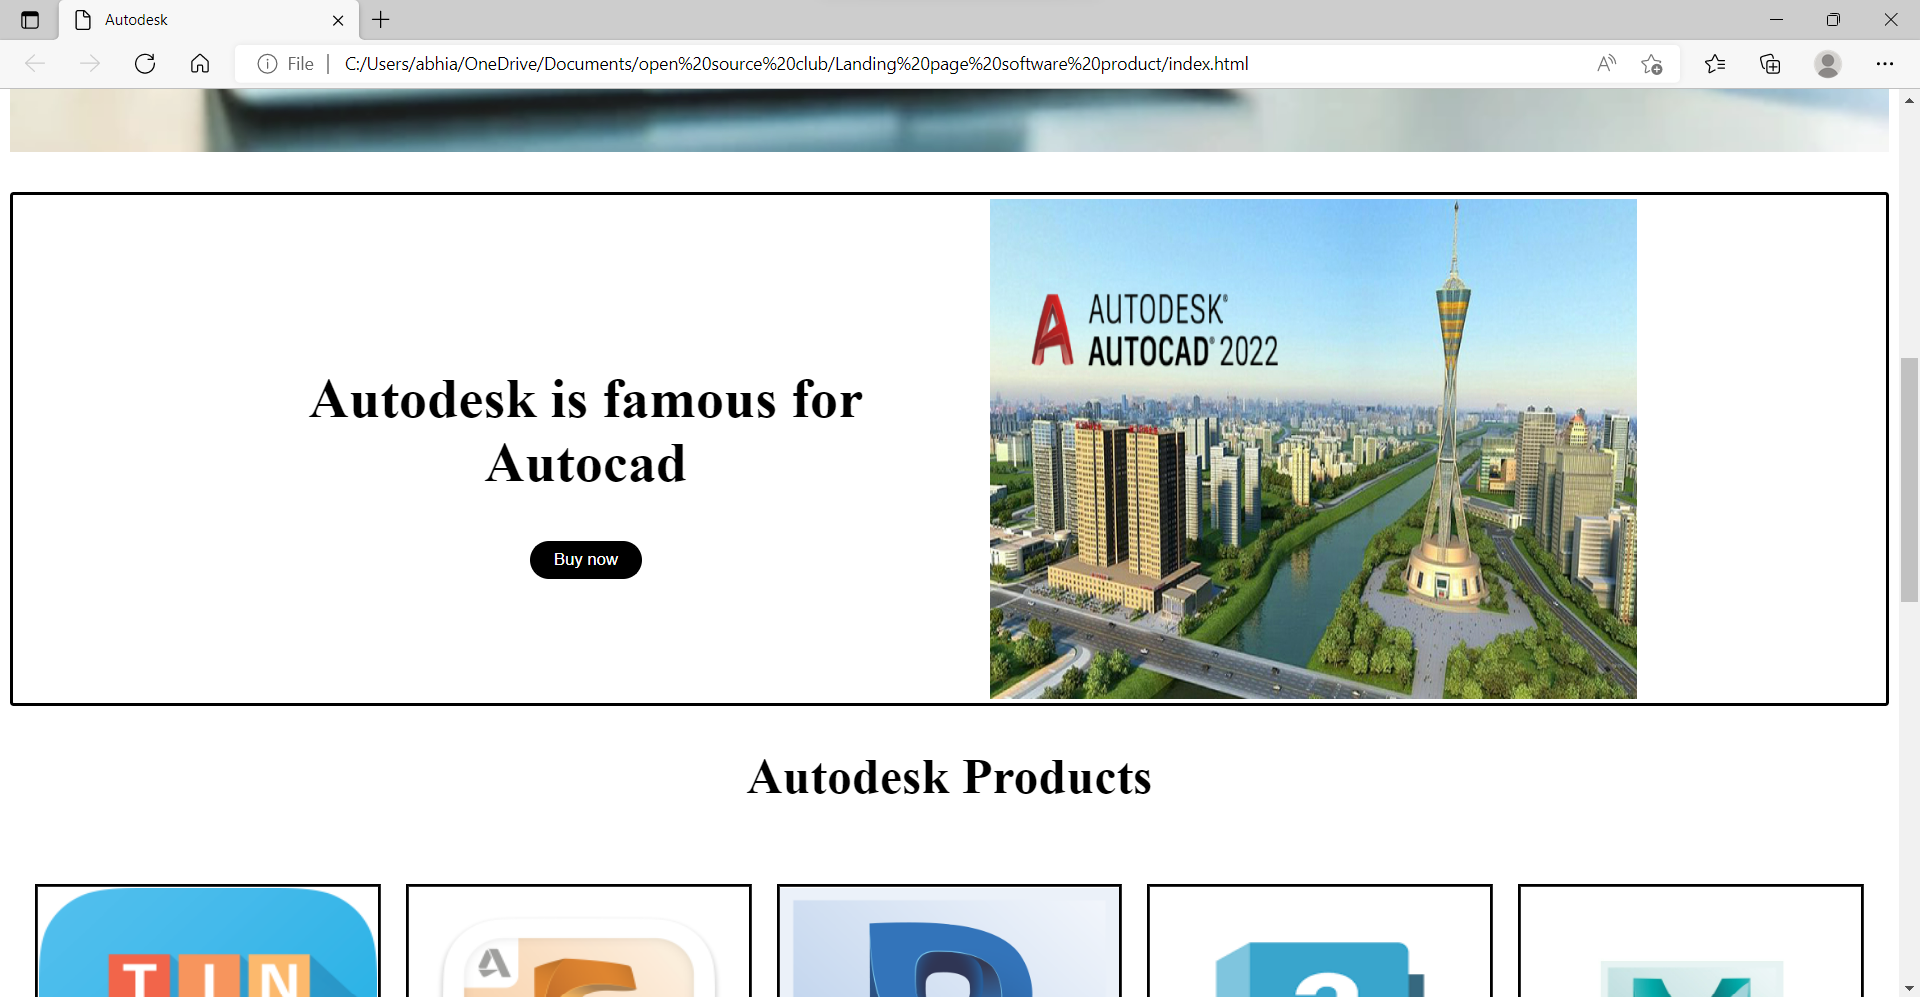 Autodesk
File
C:/Users/abhia/OneDrive/Documents/open%20source%20club/Landing%20page%20software%20product/index.html
Autodesk is famous for
Autocad
Buy now
AUTODESK®
AUTOCAD® 2022
Autodesk Products
TIN
3